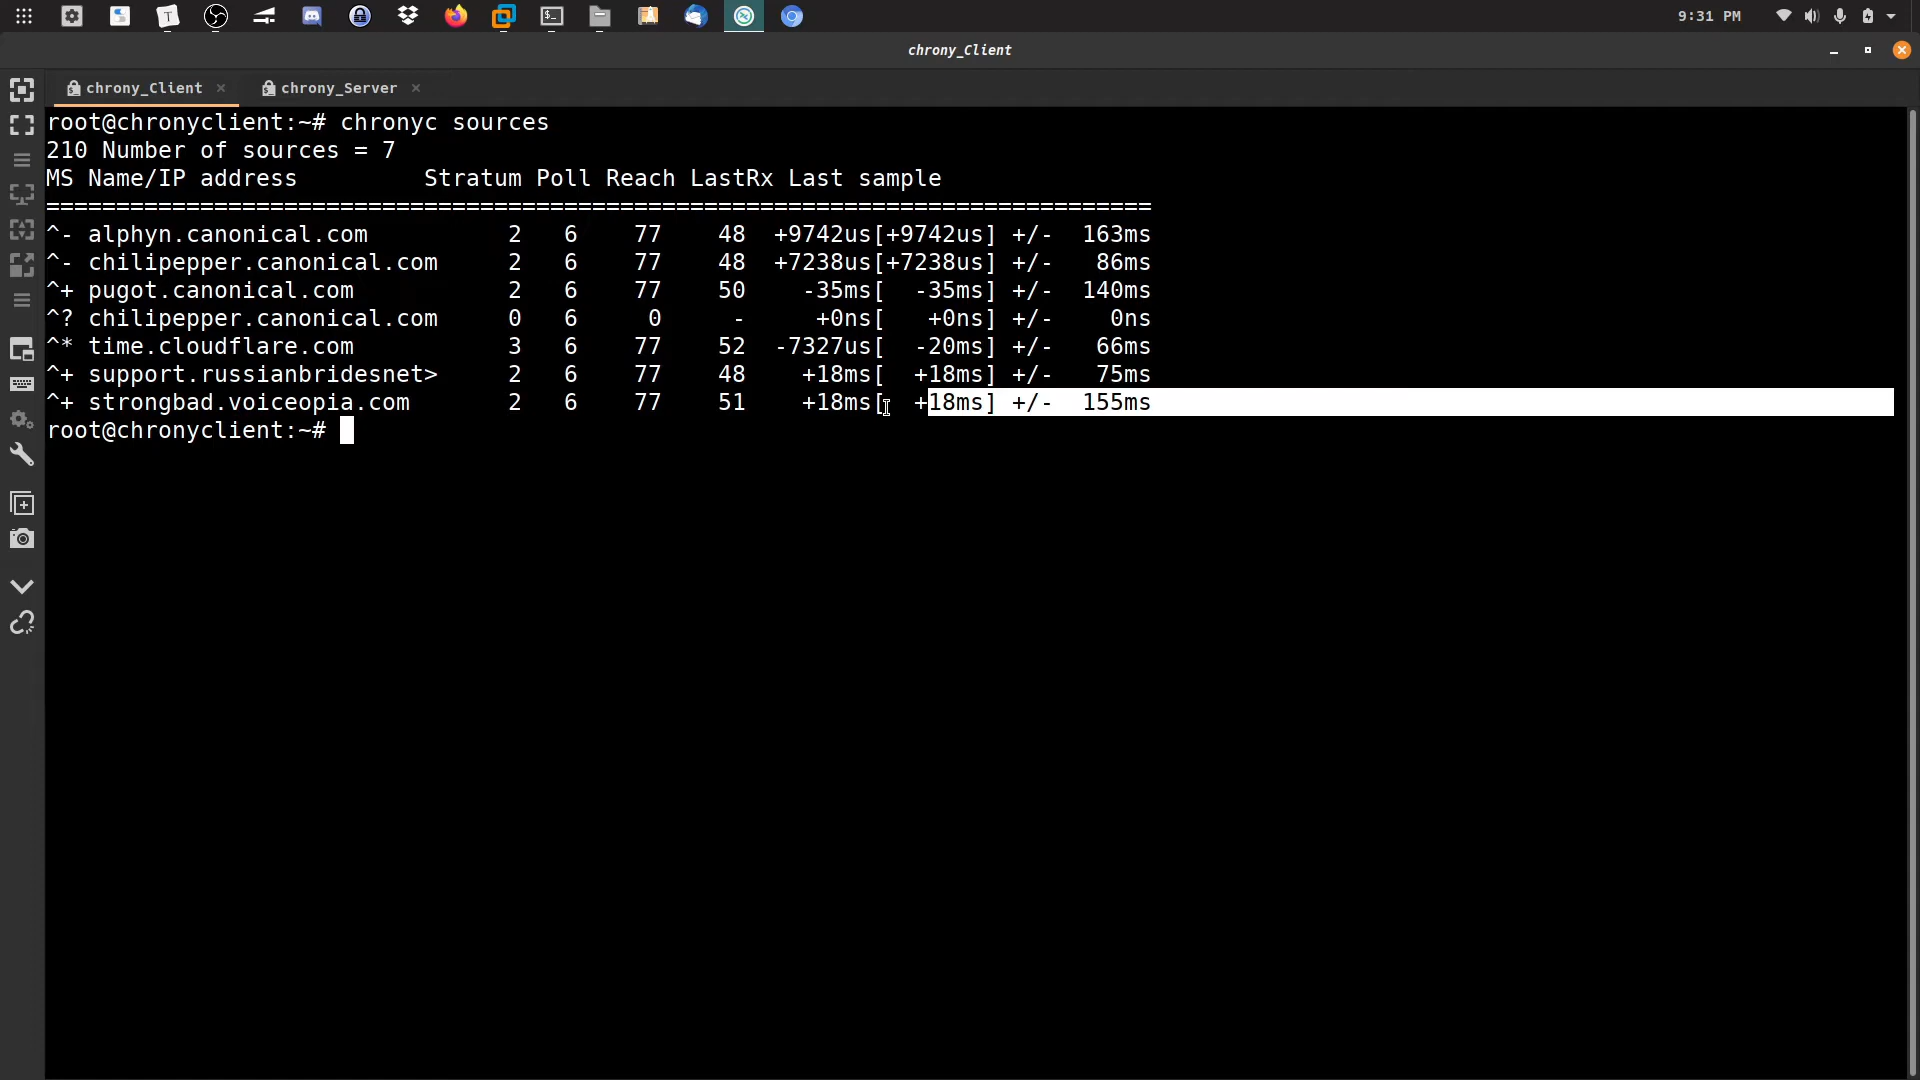 9:31 PM
chrony_Client
chrony_Client × chrony_Server ×
root@chronyclient:~# chronyc sources
210 Number of sources = 7
MS Name/IP address         Stratum Poll Reach LastRx Last sample
===============================================================================
^- alphyn.canonical.com          2   6    77    48  +9742us[+9742us] +/-  163ms
^- chilipepper.canonical.com     2   6    77    48  +7238us[+7238us] +/-   86ms
^+ pugot.canonical.com           2   6    77    50    -35ms[  -35ms] +/-  140ms
^? chilipepper.canonical.com     0   6     0     -     +0ns[   +0ns] +/-    0ns
^* time.cloudflare.com           3   6    77    52  -7327us[  -20ms] +/-   66ms
^+ support.russianbridesnet>     2   6    77    48    +18ms[  +18ms] +/-   75ms
^+ strongbad.voiceopia.com       2   6    77    51    +18ms[  +18ms] +/-  155ms
root@chronyclient:~#